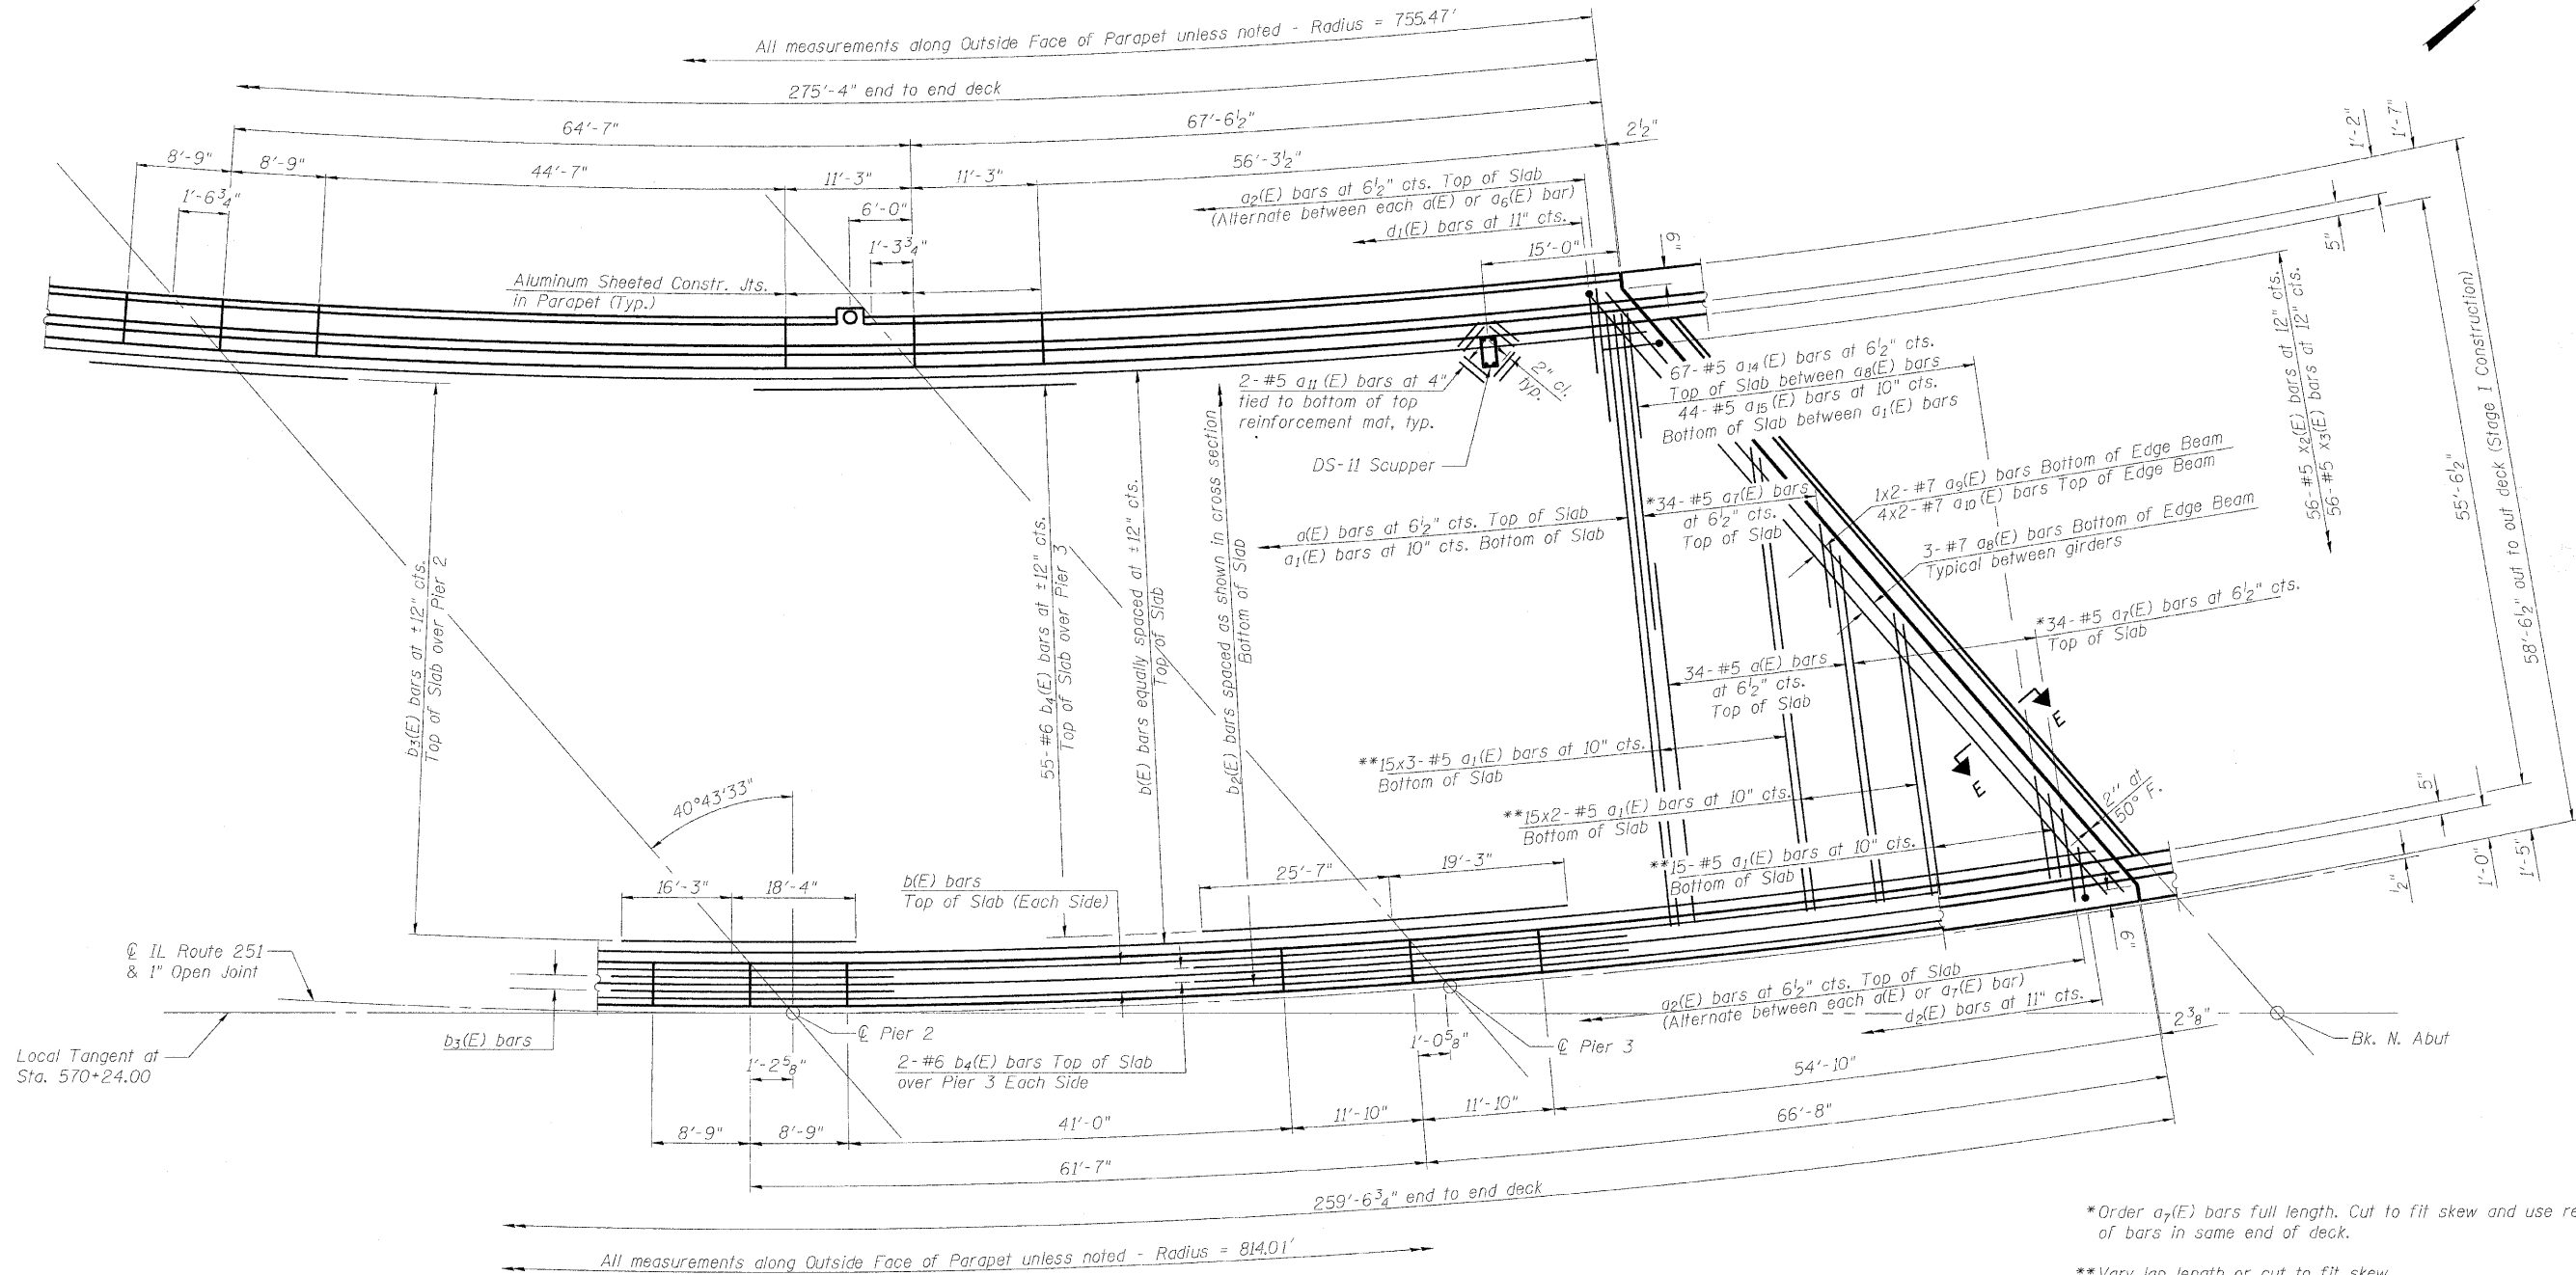 All measurements along Outside Face of Parapet unless noted - Radius = 755.47'
275'-4" end to end deck
64'-7"
67'-6½"
2½"
8'-9"
8'-9"
44'-7"
11'-3"
11'-3"
56'-3½"
1'-6¾"
6'-0"
1'-3¾"
a2(E) bars at 6½" cts. Top of Slab
(Alternate between each a(E) or a6(E) bar)
d1(E) bars at 11" cts.
15'-0"
6"
1'-2"
1'-7"
5"
Aluminum Sheeted Constr. Jts.
in Parapet (Typ.)
2-#5 a11(E) bars at 4"
tied to bottom of top
reinforcement mat, typ.
2" cl.
Typ.
DS-11 Scupper
67-#5 a14(E) bars at 6½" cts.
Top of Slab between a8(E) bars
44-#5 a15(E) bars at 10" cts.
Bottom of Slab between a1(E) bars
56-#5 x2(E) bars at 12" cts.
56-#5 x3(E) bars at 12" cts.
55'-6½"
58'-6½" out to out deck (Stage I Construction)
1x2-#7 a9(E) bars Bottom of Edge Beam
4x2-#7 a10(E) bars Top of Edge Beam
3-#7 a8(E) bars Bottom of Edge Beam
Typical between girders
*34-#5 a7(E) bars
at 6½" cts.
Top of Slab
a(E) bars at 6½" cts. Top of Slab
a1(E) bars at 10" cts. Bottom of Slab
*34-#5 a7(E) bars at 6½" cts.
Top of Slab
34-#5 a(E) bars
at 6½" cts.
Top of Slab
b3(E) bars at ±12" cts.
Top of Slab over Pier 2
55-#6 b4(E) bars at ±12" cts.
Top of Slab over Pier 3
b(E) bars equally spaced at ±12" cts.
Top of Slab
b2(E) bars spaced as shown in cross section
Bottom of Slab
**15x3-#5 a1(E) bars at 10" cts.
Bottom of Slab
**15x2-#5 a1(E) bars at 10" cts.
Bottom of Slab
**15-#5 a1(E) bars at 10" cts.
Bottom of Slab
E
E
2" at
50° F.
40°43'33"
16'-3"
18'-4"
b(E) bars
Top of Slab (Each Side)
25'-7"
19'-3"
5"
½"
1'-0"
1'-5"
6"
℄ IL Route 251
& 1" Open Joint
Local Tangent at
Sta. 570+24.00
b3(E) bars
℄ Pier 2
1'-2⅝"
2-#6 b4(E) bars Top of Slab
over Pier 3 Each Side
a2(E) bars at 6½" cts. Top of Slab
(Alternate between each a(E) or a7(E) bar)
d2(E) bars at 11" cts.
1'-0⅝"
℄ Pier 3
2⅜"
Bk. N. Abut
54'-10"
8'-9"
8'-9"
41'-0"
11'-10"
11'-10"
66'-8"
61'-7"
259'-6¾" end to end deck
All measurements along Outside Face of Parapet unless noted - Radius = 814.01'
*Order a7(E) bars full length. Cut to fit skew and use
of bars in same end of deck.
**Vary lap length or cut to fit skew